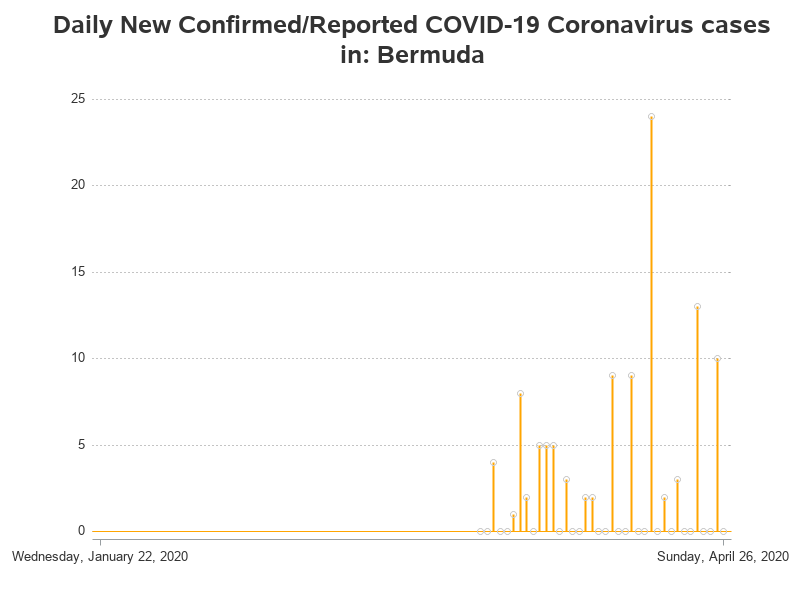 Daily New Confirmed/Reported COVID-19 Coronavirus cases
in: Bermuda
25
20
15
10
5
0
Wednesday, January 22, 2020
Sunday, April 26, 2020